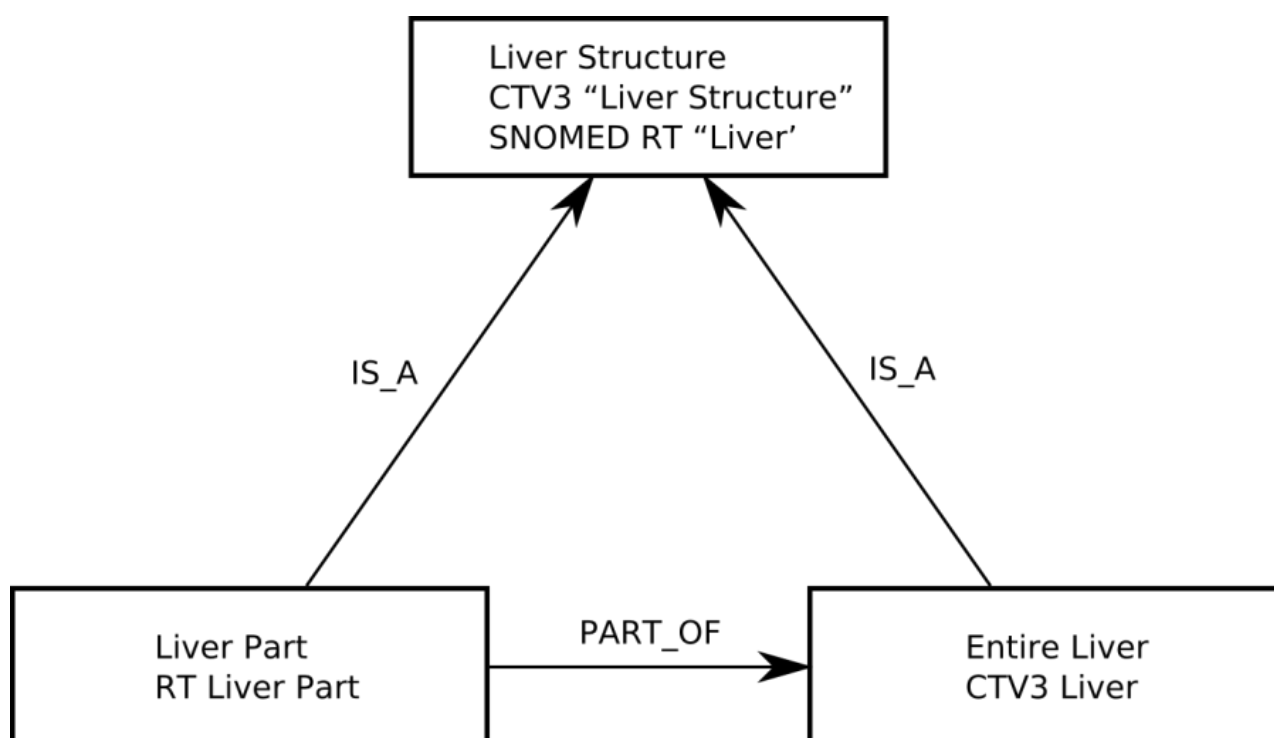 Liver Structure
CTV3 “Liver Structure”
SNOMED RT “Liver’
IS_A
IS_A
Liver Part
RT Liver Part
PART_OF
Entire Liver
CTV3 Liver